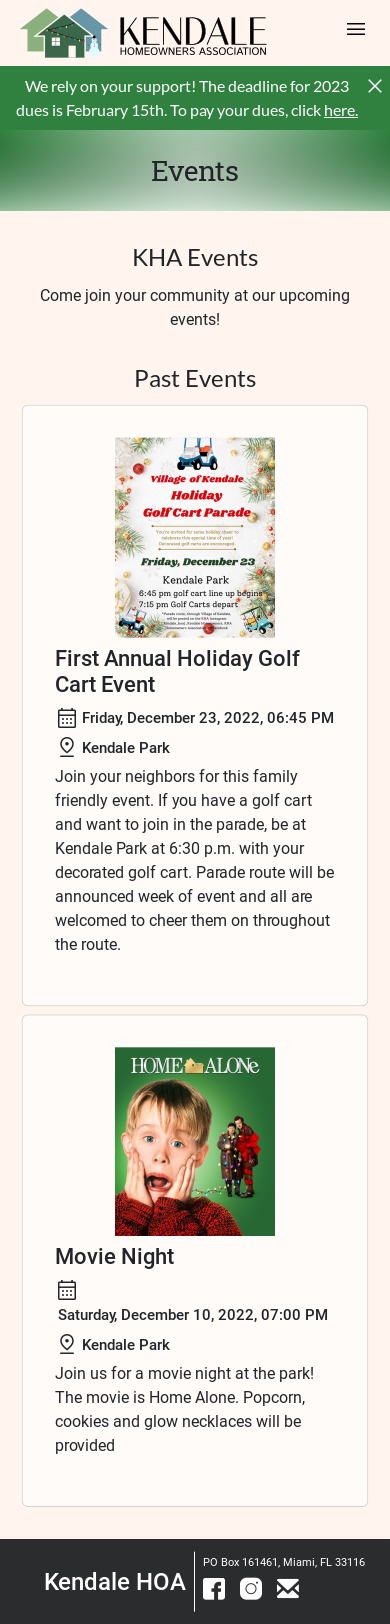 KENDALE
HOMEOWNERS ASSOCIATION
We rely on your support! The deadline for 2023
dues is February 15th. To pay your dues, click here.
Events
KHA Events
Come join your community at our upcoming
events!
Past Events
Village of Kendale
Holiday
Golf Cart Parade
You're invited for some holiday cheer to
celebrate this special time of year!
Decorated golf carts are encouraged.
Friday, December 23
Kendale Park
6:45 pm golf cart line up begins
7:15 pm Golf Carts depart
First Annual Holiday Golf
Cart Event
Friday, December 23, 2022, 06:45 PM
Kendale Park
Join your neighbors for this family
friendly event. If you have a golf cart
and want to join in the parade, be at
Kendale Park at 6:30 p.m. with your
decorated golf cart. Parade route will be
announced week of event and all are
welcomed to cheer them on throughout
the route.
HOME ALONe
Movie Night
Saturday, December 10, 2022, 07:00 PM
Kendale Park
Join us for a movie night at the park!
The movie is Home Alone. Popcorn,
cookies and glow necklaces will be
provided
Kendale HOA
PO Box 161461, Miami, FL 33116